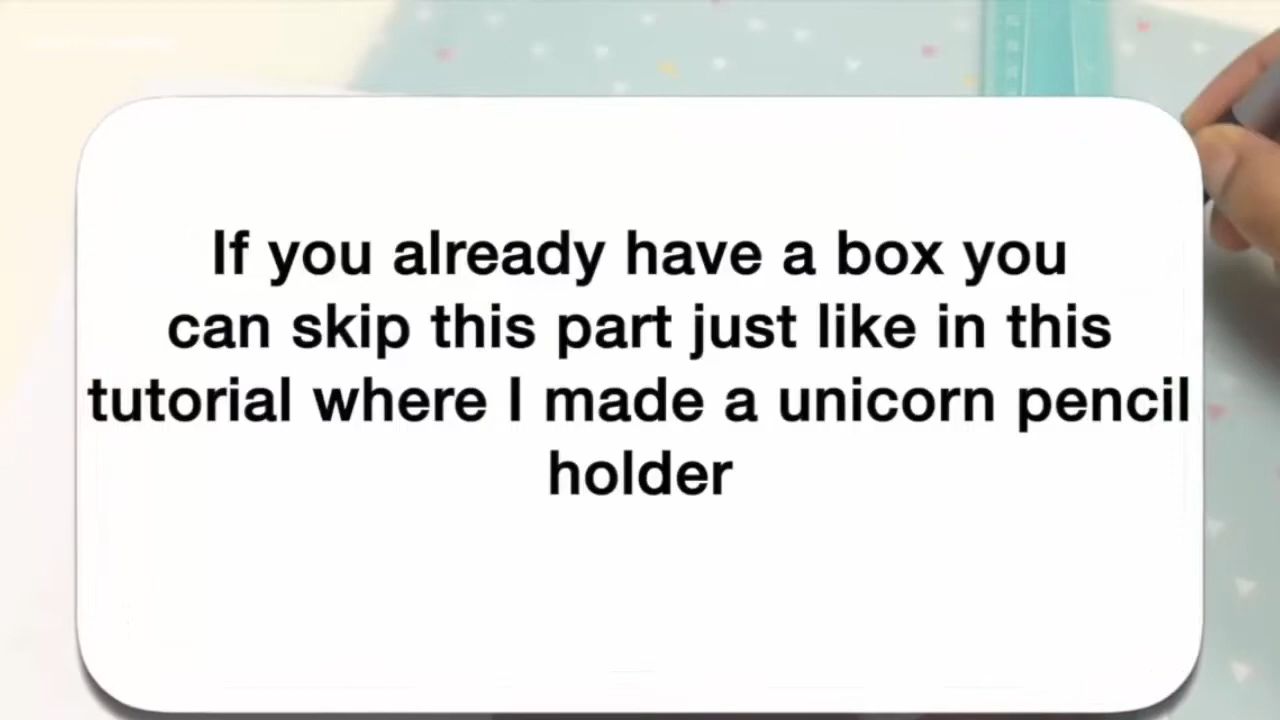 If you already have a box you
can skip this part just like in this
tutorial where I made a unicorn pencil
holder